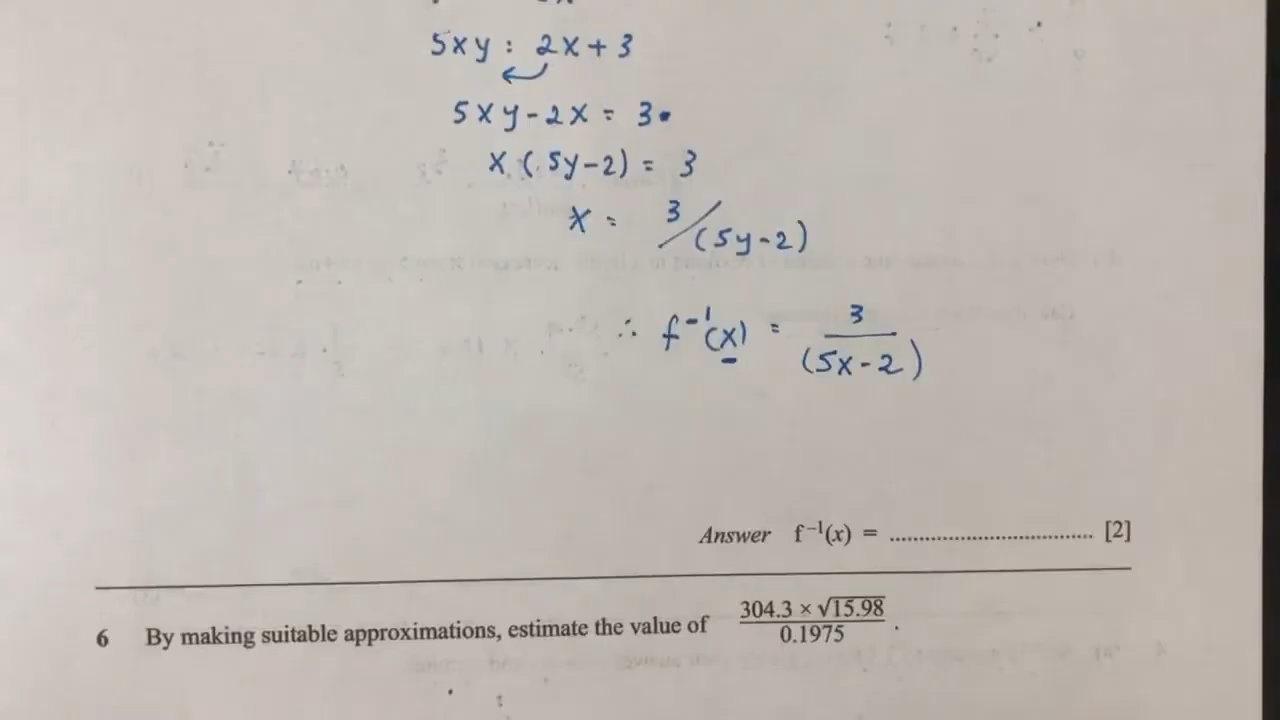 5xy : 2x + 3
5xy - 2x = 3
x (5y - 2) = 3
x = 3/(5y - 2)
∴ f⁻¹(x) = 3/(5x - 2)
Answer f⁻¹(x) = .................................. [2]
6 By making suitable approximations, estimate the value of (304.3 × √15.98)/0.1975 .